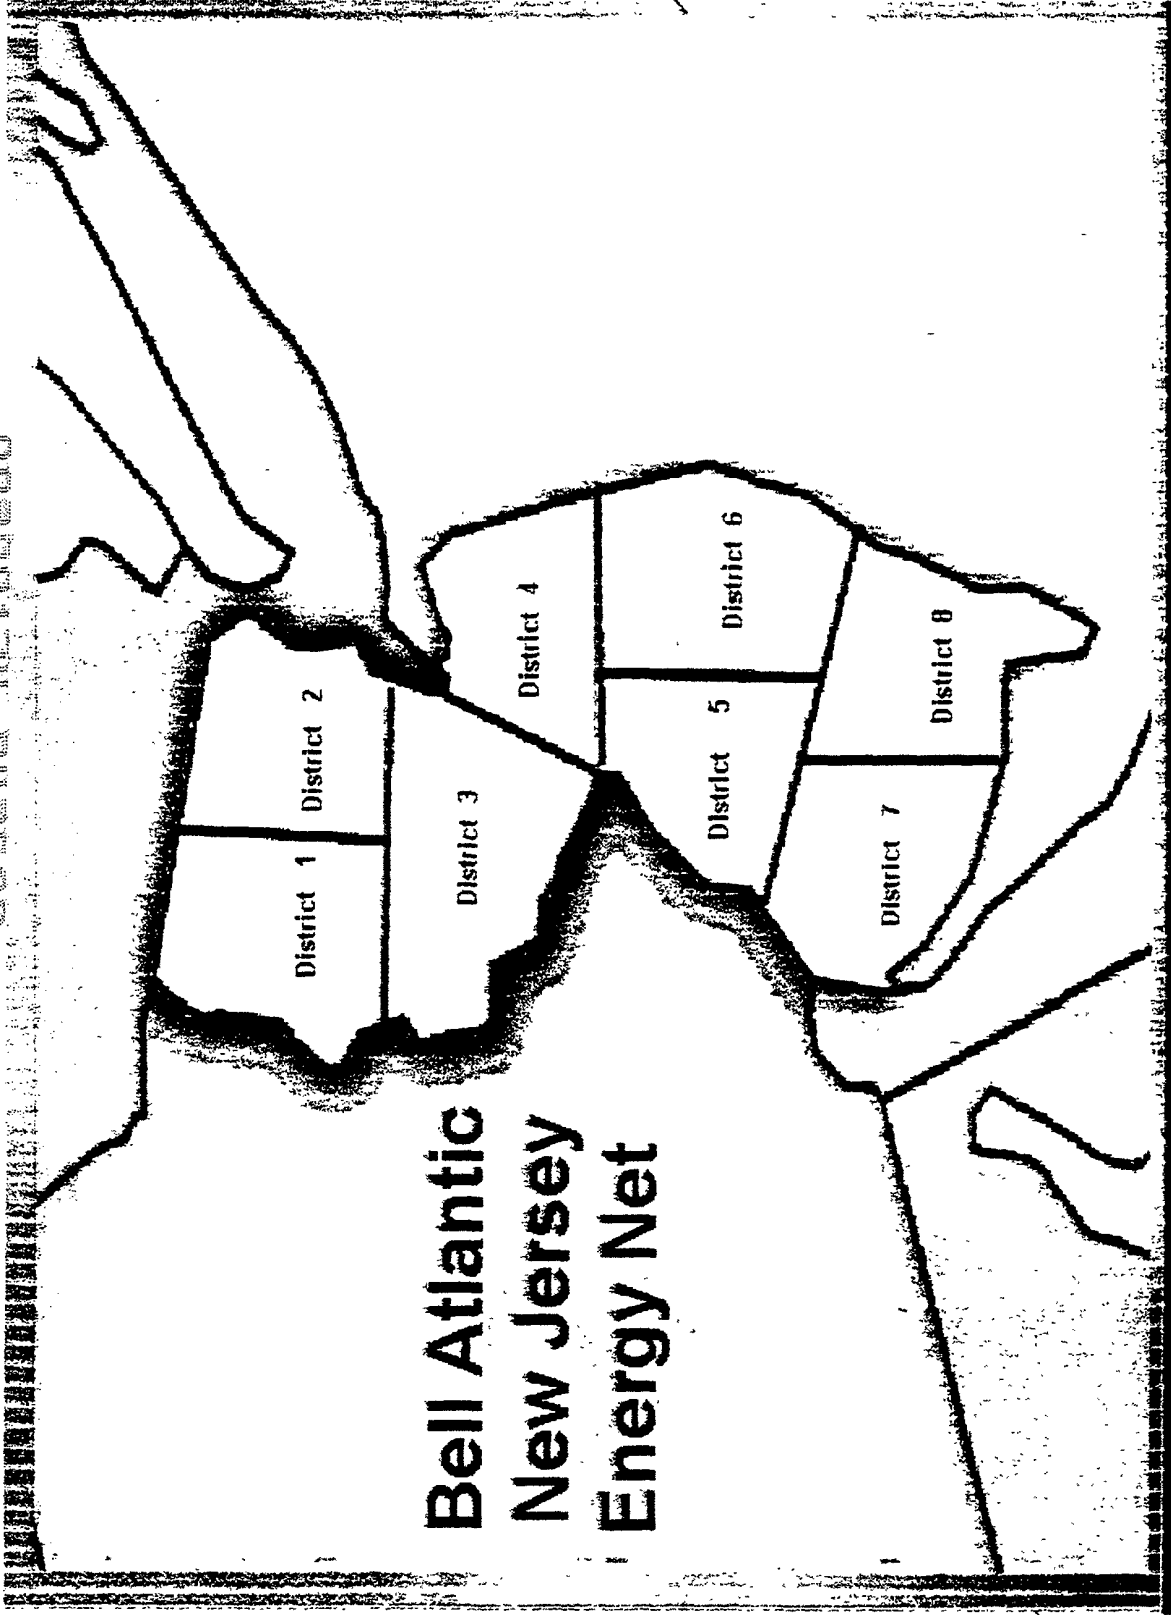 Bell Atlantic
New Jersey
Energy Net
District 1
District 2
District 3
District 4
District 5
District 6
District 7
District 8